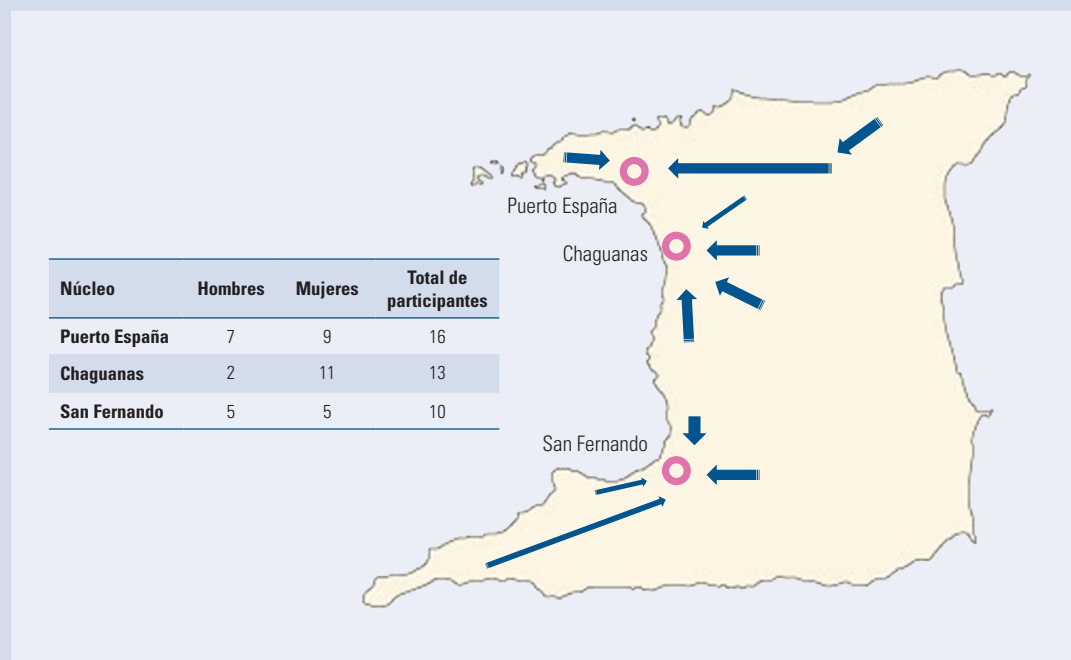 Puerto España
Chaguanas
San Fernando
Núcleo Hombres Mujeres Total de participantes
Puerto España 7 9 16
Chaguanas 2 11 13
San Fernando 5 5 10